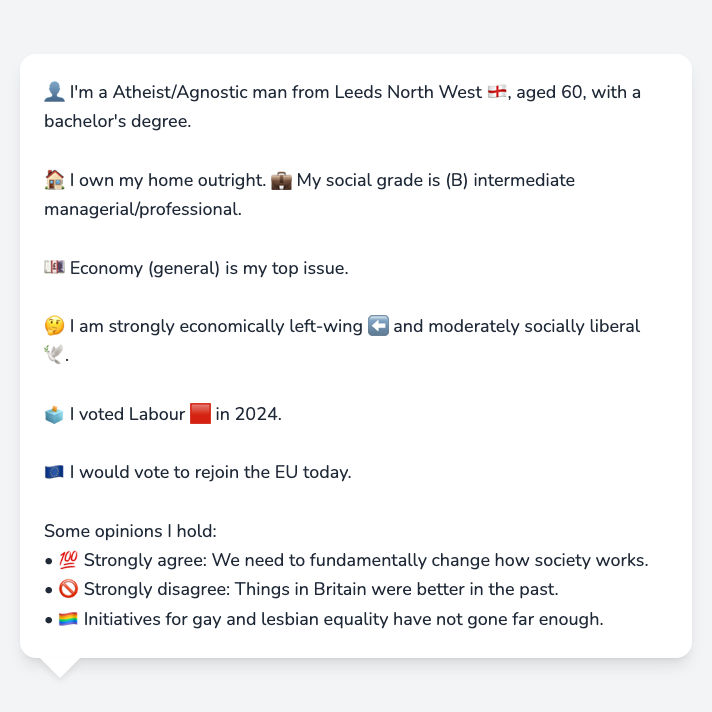 👤 I'm a Atheist/Agnostic man from Leeds North West 🏴󠁧󠁢󠁥󠁮󠁧󠁿, aged 60, with a
bachelor's degree.
🏠 I own my home outright. 💼 My social grade is (B) intermediate
managerial/professional.
💷 Economy (general) is my top issue.
🤔 I am strongly economically left-wing ⬅️ and moderately socially liberal
🕊️.
🗳️ I voted Labour 🟥 in 2024.
🇪🇺 I would vote to rejoin the EU today.
Some opinions I hold:
• 💯 Strongly agree: We need to fundamentally change how society works.
• 🚫 Strongly disagree: Things in Britain were better in the past.
• 🏳️‍🌈 Initiatives for gay and lesbian equality have not gone far enough.